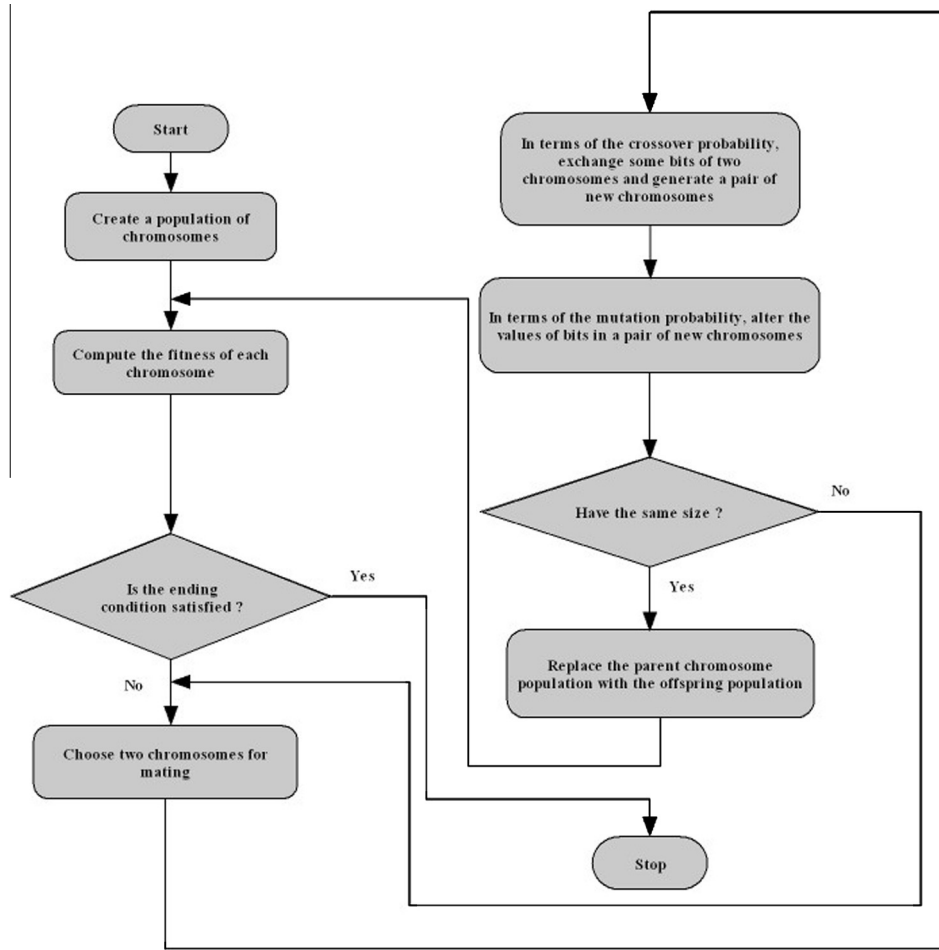 Start
Create a population of
chromosomes
Compute the fitness of each
chromosome
Is the ending
condition satisfied ?
Yes
No
Choose two chromosomes for
mating
In terms of the crossover probability,
exchange some bits of two
chromosomes and generate a pair of
new chromosomes
In terms of the mutation probability, alter the
values of bits in a pair of new chromosomes
Have the same size ?
No
Yes
Replace the parent chromosome
population with the offspring population
Stop